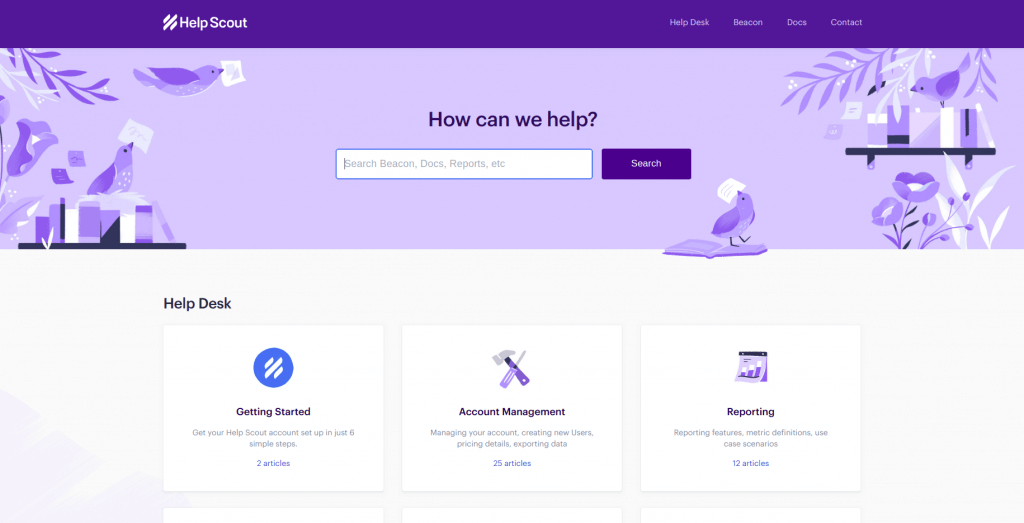 Help Scout
Help Desk
Beacon
Docs
Contact
How can we help?
Search Beacon, Docs, Reports, etc
Search
Help Desk
Getting Started
Get your Help Scout account set up in just 6
simple steps.
2 articles
Account Management
Managing your account, creating new Users,
pricing details, exporting data
25 articles
Reporting
Reporting features, metric definitions, use
case scenarios
12 articles